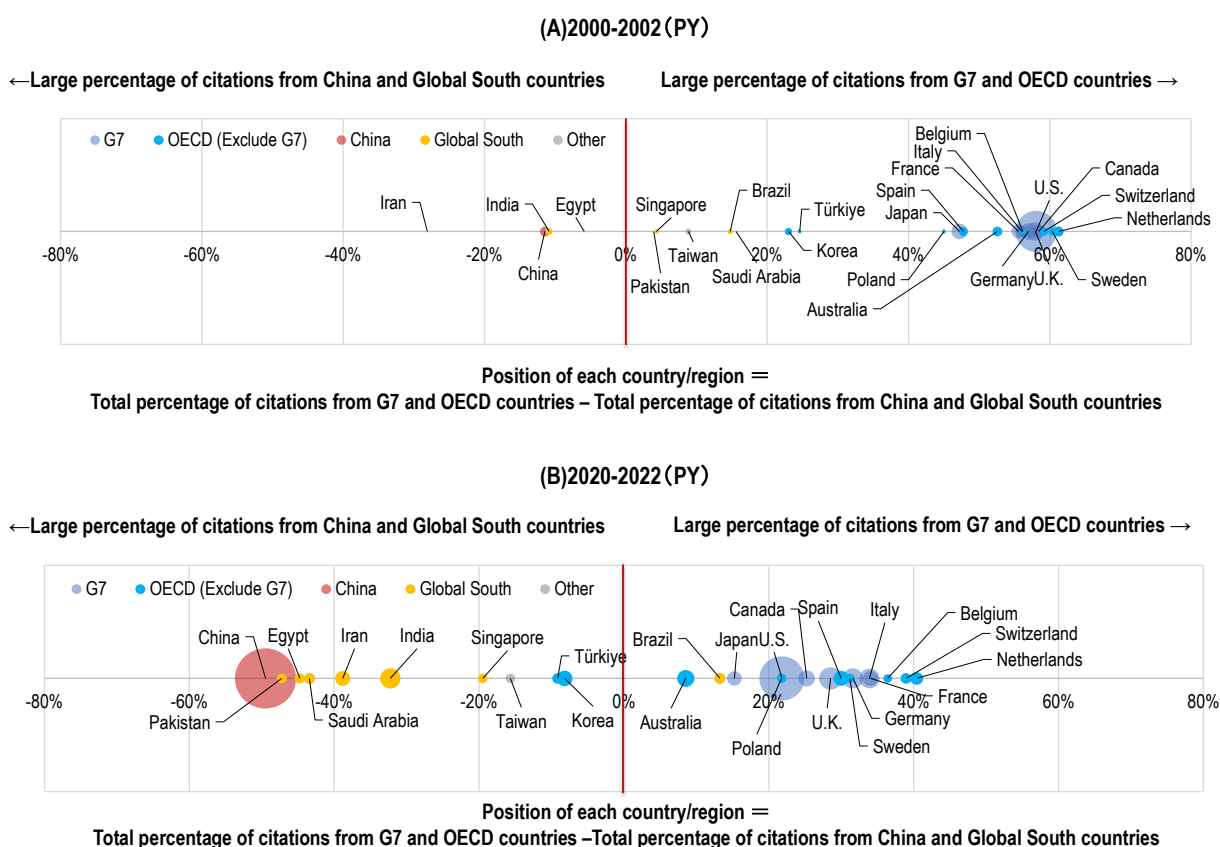 (A)2000-2002（PY）
←Large percentage of citations from China and Global South countries
Large percentage of citations from G7 and OECD countries →
G7
OECD (Exclude G7)
China
Global South
Other
Belgium
Italy
France
Canada
U.S.
Spain
Switzerland
Japan
Netherlands
Iran
India
Egypt
Singapore
Brazil
Türkiye
China
Pakistan
Taiwan
Saudi Arabia
Korea
Poland
Australia
Germany
U.K.
Sweden
-80%
-60%
-40%
-20%
0%
20%
40%
60%
80%
Position of each country/region ＝
Total percentage of citations from G7 and OECD countries – Total percentage of citations from China and Global South countries
(B)2020-2022（PY）
←Large percentage of citations from China and Global South countries
Large percentage of citations from G7 and OECD countries →
G7
OECD (Exclude G7)
China
Global South
Other
China
Egypt
Iran
India
Singapore
Türkiye
Brazil
Japan
U.S.
Canada
Spain
Italy
Belgium
Switzerland
Netherlands
Pakistan
Saudi Arabia
Taiwan
Korea
Australia
Poland
U.K.
Sweden
Germany
France
-80%
-60%
-40%
-20%
0%
20%
40%
60%
80%
Position of each country/region ＝
Total percentage of citations from G7 and OECD countries –Total percentage of citations from China and Global South countries